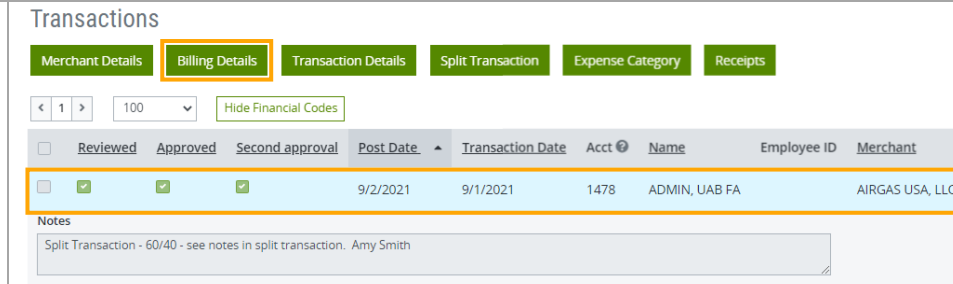 Transactions
Merchant Details Billing Details Transaction Details Split Transaction Expense Category Receipts
< 1 > 100 Hide Financial Codes
Reviewed Approved Second approval Post Date Transaction Date Acct Name Employee ID Merchant
9/2/2021 9/1/2021 1478 ADMIN, UAB FA AIRGAS USA, LLC
Notes
Split Transaction - 60/40 - see notes in split transaction. Amy Smith